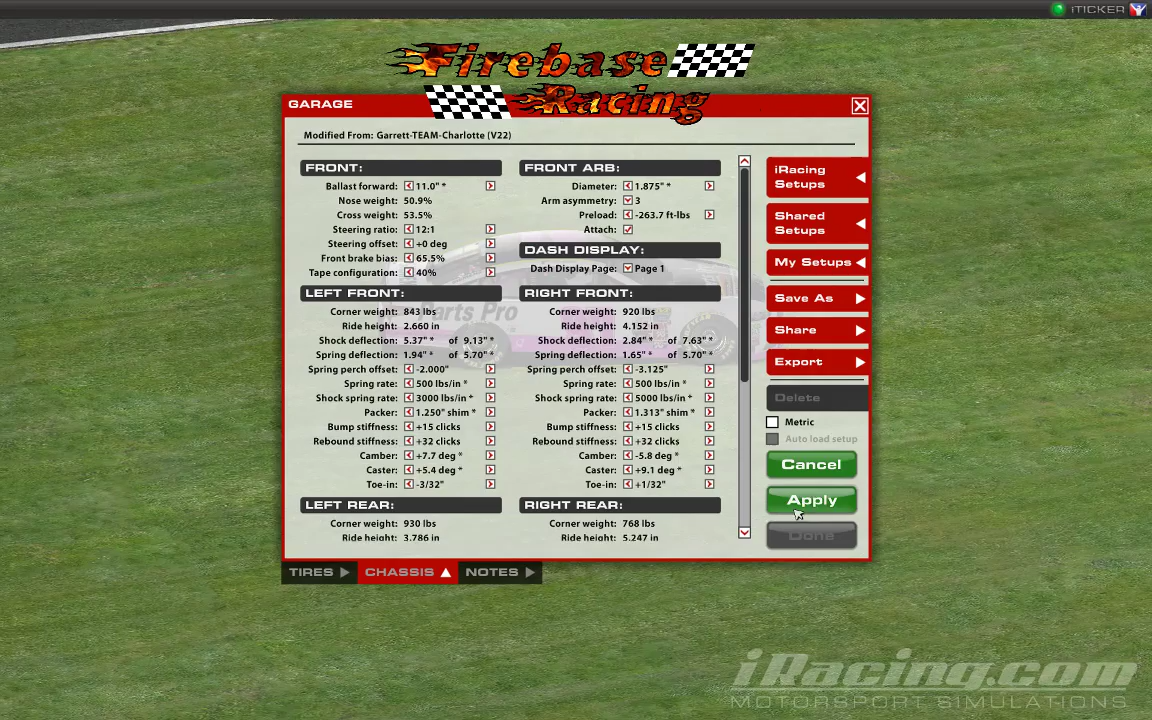 iTICKER
Firebase
Racing
GARAGE
Modified From: Garrett-TEAM-Charlotte (V22)
FRONT:
Ballast forward: 11.0" *
Nose weight: 50.9%
Cross weight: 53.5%
Steering ratio: 12:1
Steering offset: +0 deg
Front brake bias: 65.5%
Tape configuration: 40%
FRONT ARB:
Diameter: 1.875" *
Arm asymmetry: 3
Preload: -263.7 ft-lbs
Attach:
DASH DISPLAY:
Dash Display Page: Page 1
LEFT FRONT:
Corner weight: 843 lbs
Ride height: 2.660 in
Shock deflection: 5.37" * of 9.13" *
Spring deflection: 1.94" * of 5.70" *
Spring perch offset: -2.000"
Spring rate: 500 lbs/in *
Shock spring rate: 3000 lbs/in *
Packer: 1.250" shim *
Bump stiffness: +15 clicks
Rebound stiffness: +32 clicks
Camber: +7.7 deg *
Caster: +5.4 deg *
Toe-in: -3/32"
RIGHT FRONT:
Corner weight: 920 lbs
Ride height: 4.152 in
Shock deflection: 2.84" * of 7.63" *
Spring deflection: 1.65" * of 5.70" *
Spring perch offset: -3.125"
Spring rate: 500 lbs/in *
Shock spring rate: 5000 lbs/in *
Packer: 1.313" shim *
Bump stiffness: +15 clicks
Rebound stiffness: +32 clicks
Camber: -5.8 deg *
Caster: +9.1 deg *
Toe-in: +1/32"
Parts Pro
LEFT REAR:
Corner weight: 930 lbs
Ride height: 3.786 in
RIGHT REAR:
Corner weight: 768 lbs
Ride height: 5.247 in
iRacing
Setups
Shared
Setups
My Setups
Save As
Share
Export
Delete
Metric
Auto load setup
Cancel
Apply
Done
TIRES
CHASSIS
NOTES
iRacing.com
MOTORSPORT SIMULATIONS